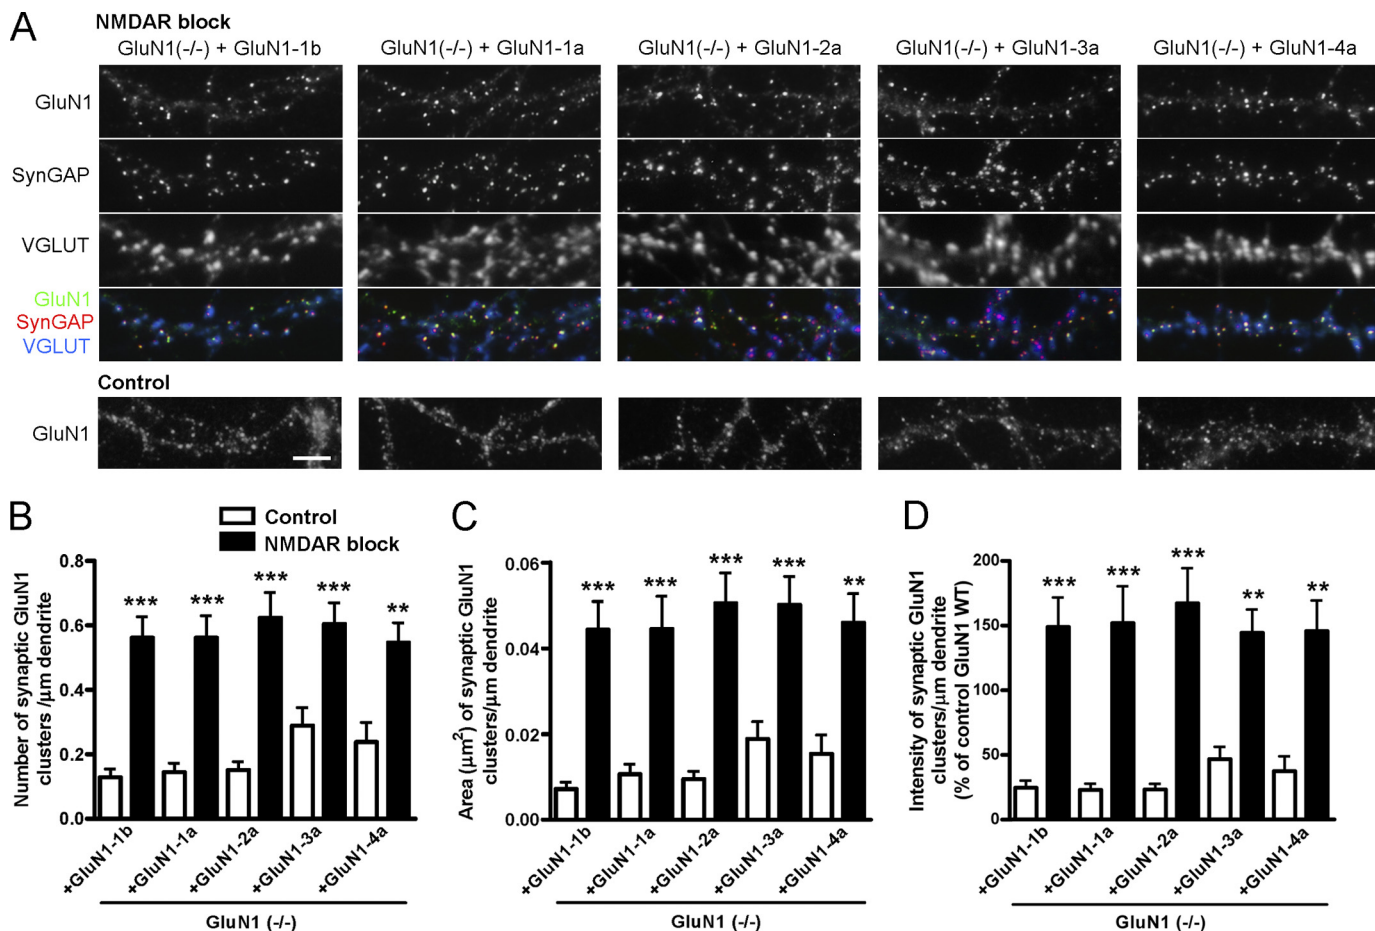 A
NMDAR block
GluN1(-/-) + GluN1-1b
GluN1(-/-) + GluN1-1a
GluN1(-/-) + GluN1-2a
GluN1(-/-) + GluN1-3a
GluN1(-/-) + GluN1-4a
GluN1
SynGAP
VGLUT
GluN1
SynGAP
VGLUT
Control
GluN1
B
Control
NMDAR block
Number of synaptic GluN1
clusters /μm dendrite
0.8
0.6
0.4
0.2
0.0
***
***
***
***
**
+GluN1-1b
+GluN1-1a
+GluN1-2a
+GluN1-3a
+GluN1-4a
GluN1 (-/-)
C
Area (μm²) of synaptic GluN1
clusters/μm dendrite
0.06
0.04
0.02
0.00
***
***
***
***
**
+GluN1-1b
+GluN1-1a
+GluN1-2a
+GluN1-3a
+GluN1-4a
GluN1 (-/-)
D
Intensity of synaptic GluN1
clusters/μm dendrite
(% of control GluN1 WT)
200
150
100
50
0
***
***
***
**
**
+GluN1-1b
+GluN1-1a
+GluN1-2a
+GluN1-3a
+GluN1-4a
GluN1 (-/-)